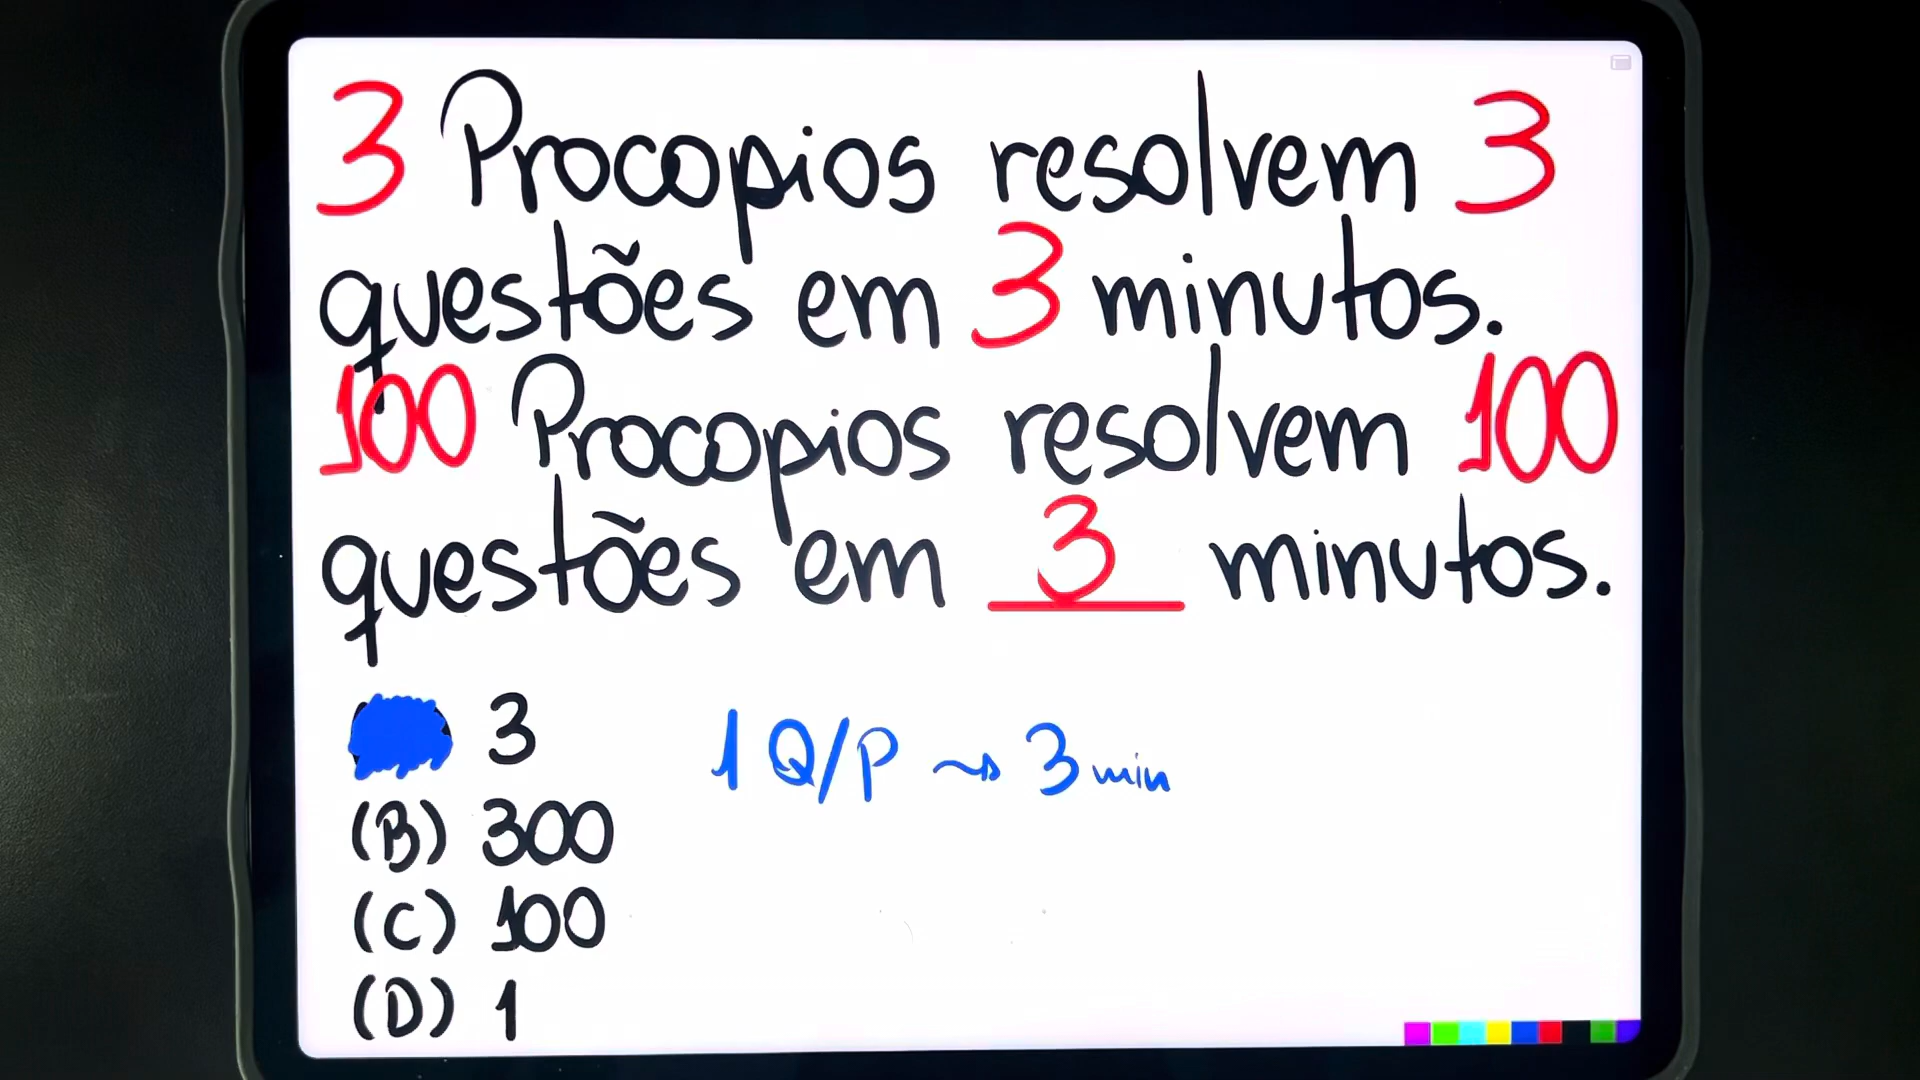 3 Procopios resolvem 3
questões em 3 minutos.
100 Procopios resolvem 100
questões em 3 minutos.
3
1 Q/P → 3 min
(B) 300
(C) 100
(D) 1